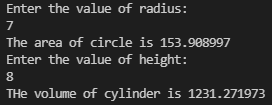 Enter the value of radius:
7
The area of circle is 153.908997
Enter the value of height:
8
THe volume of cylinder is 1231.271973